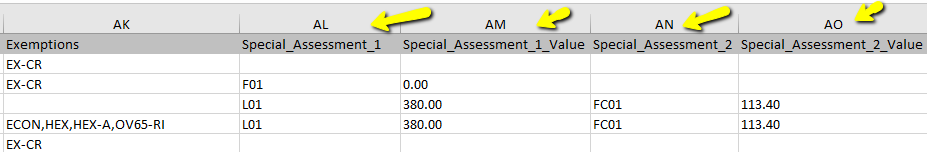 AK AL AM AN AO
Exemptions Special_Assessment_1 Special_Assessment_1_Value Special_Assessment_2 Special_Assessment_2_Value
EX-CR
EX-CR F01 0.00
L01 380.00 FC01 113.40
ECON,HEX,HEX-A,OV65-RI L01 380.00 FC01 113.40
EX-CR